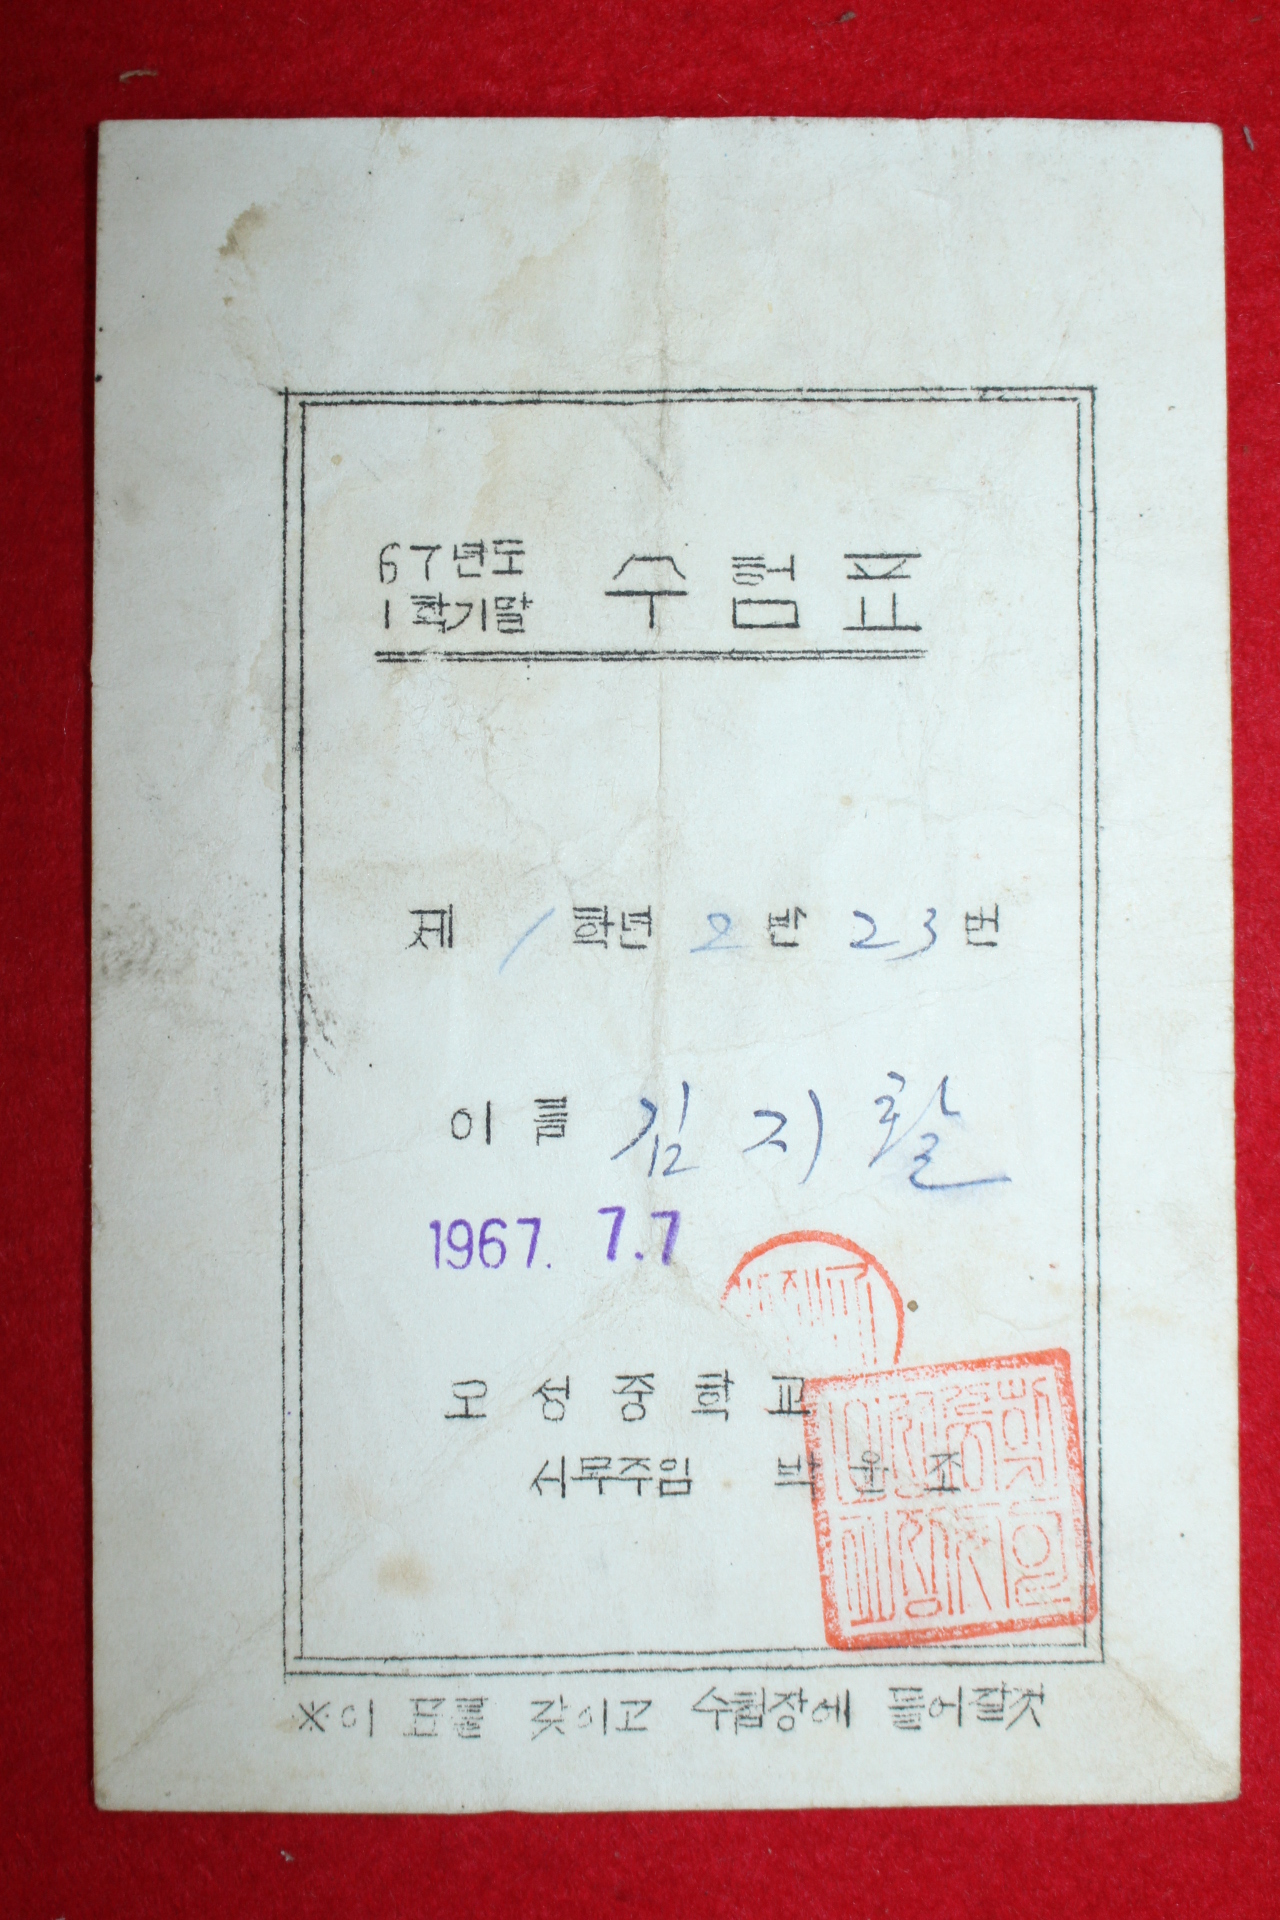 67년도
1학기말
수험표
제 1 학년 2 반 23 번
이름 김지활
1967. 7.7
오성중학교
서무주임 박윤조
※이 표를 갖이고 수험장에 들어갈것